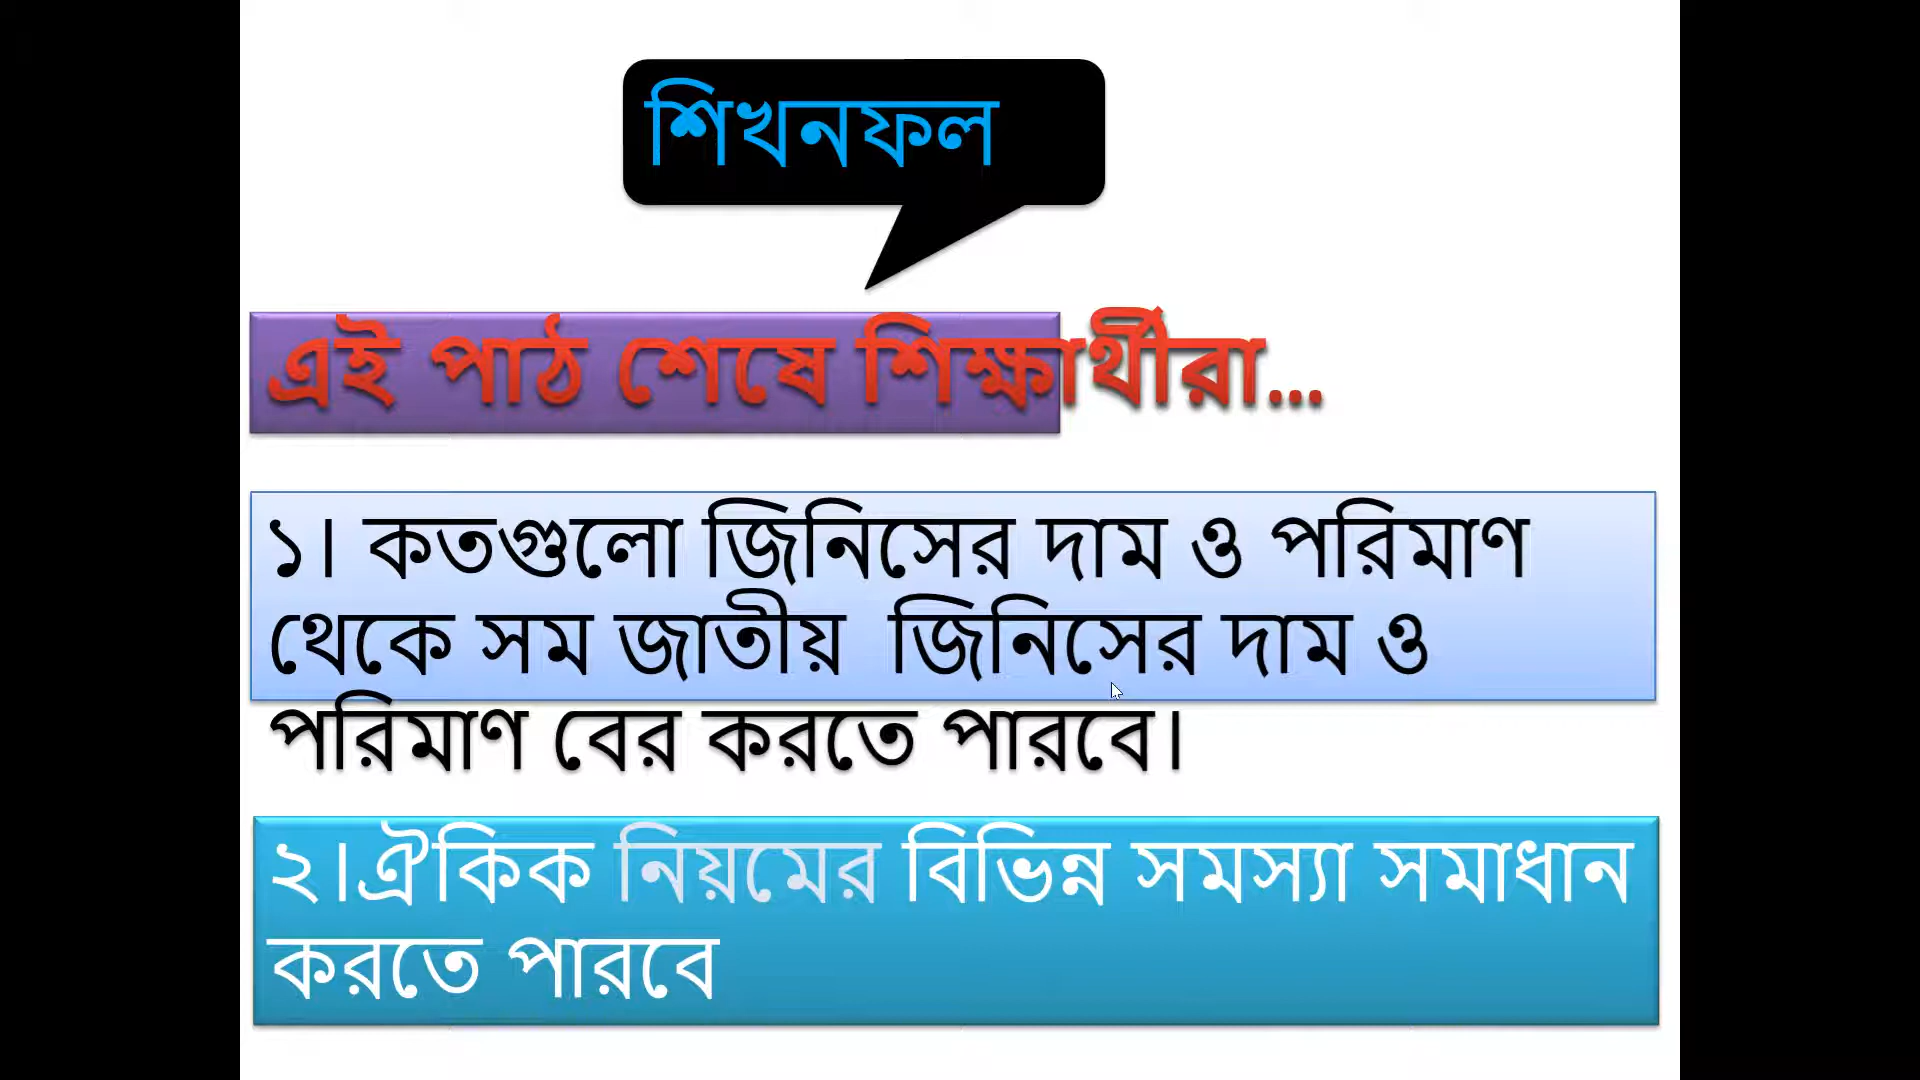 শিখনফল
এই পাঠ শেষে শিক্ষার্থীরা...
১। কতগুলো জিনিসের দাম ও পরিমাণ
থেকে সম জাতীয়  জিনিসের দাম ও
পরিমাণ বের করতে পারবে।
২।ঐকিক নিয়মের বিভিন্ন সমস্যা সমাধান
করতে পারবে